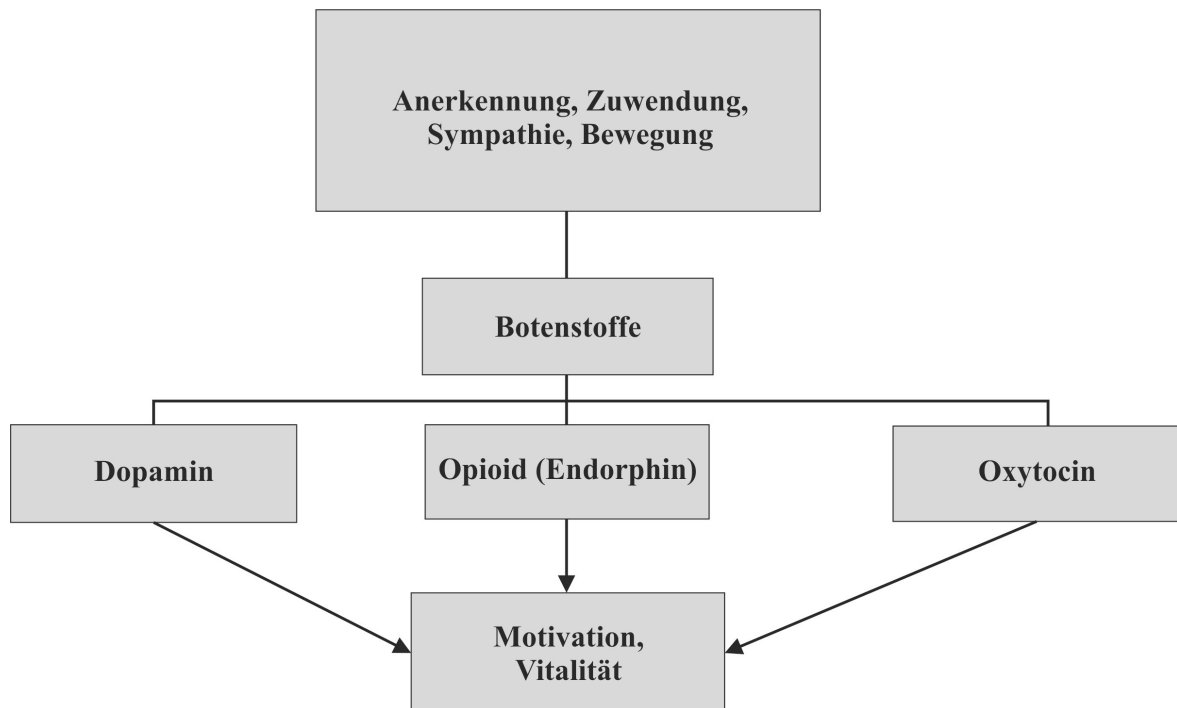 Anerkennung, Zuwendung,
Sympathie, Bewegung
Botenstoffe
Dopamin
Opioid (Endorphin)
Oxytocin
Motivation,
Vitalität